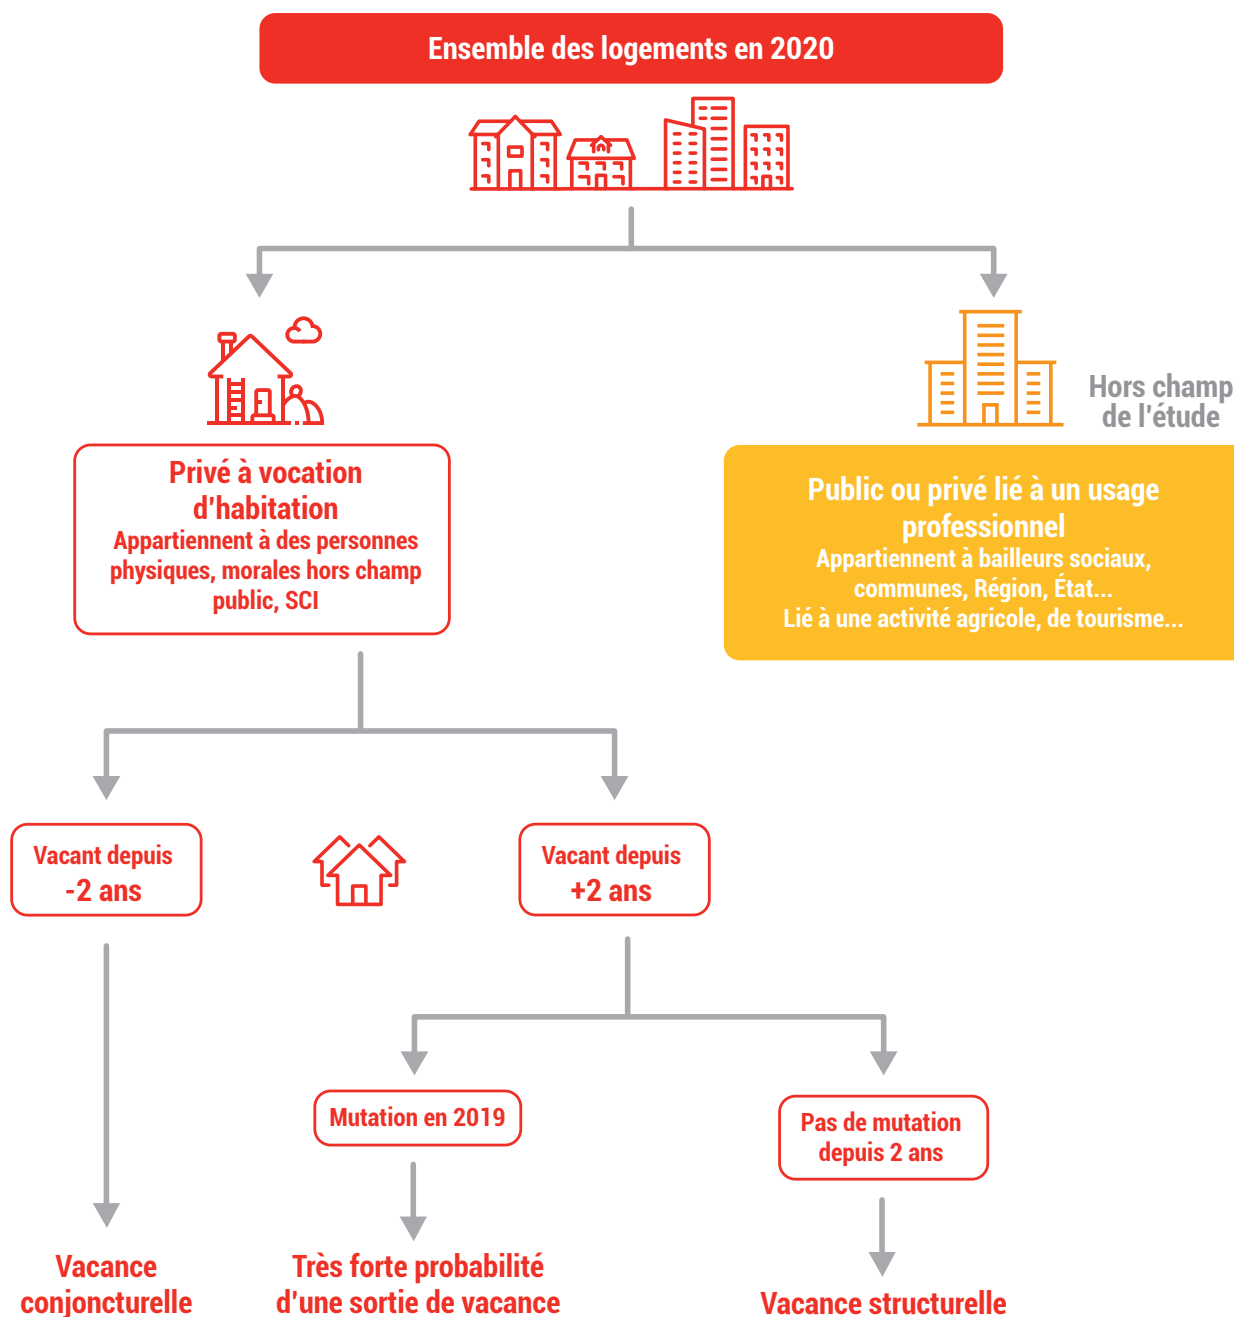 Ensemble des logements en 2020
Hors champ
de l'étude
Privé à vocation
d'habitation
Appartiennent à des personnes
physiques, morales hors champ
public, SCI
Public ou privé lié à un usage
professionnel
Appartiennent à bailleurs sociaux,
communes, Région, État...
Lié à une activité agricole, de tourisme...
Vacant depuis
-2 ans
Vacant depuis
+2 ans
Mutation en 2019
Pas de mutation
depuis 2 ans
Vacance
conjoncturelle
Très forte probabilité
d'une sortie de vacance
Vacance structurelle